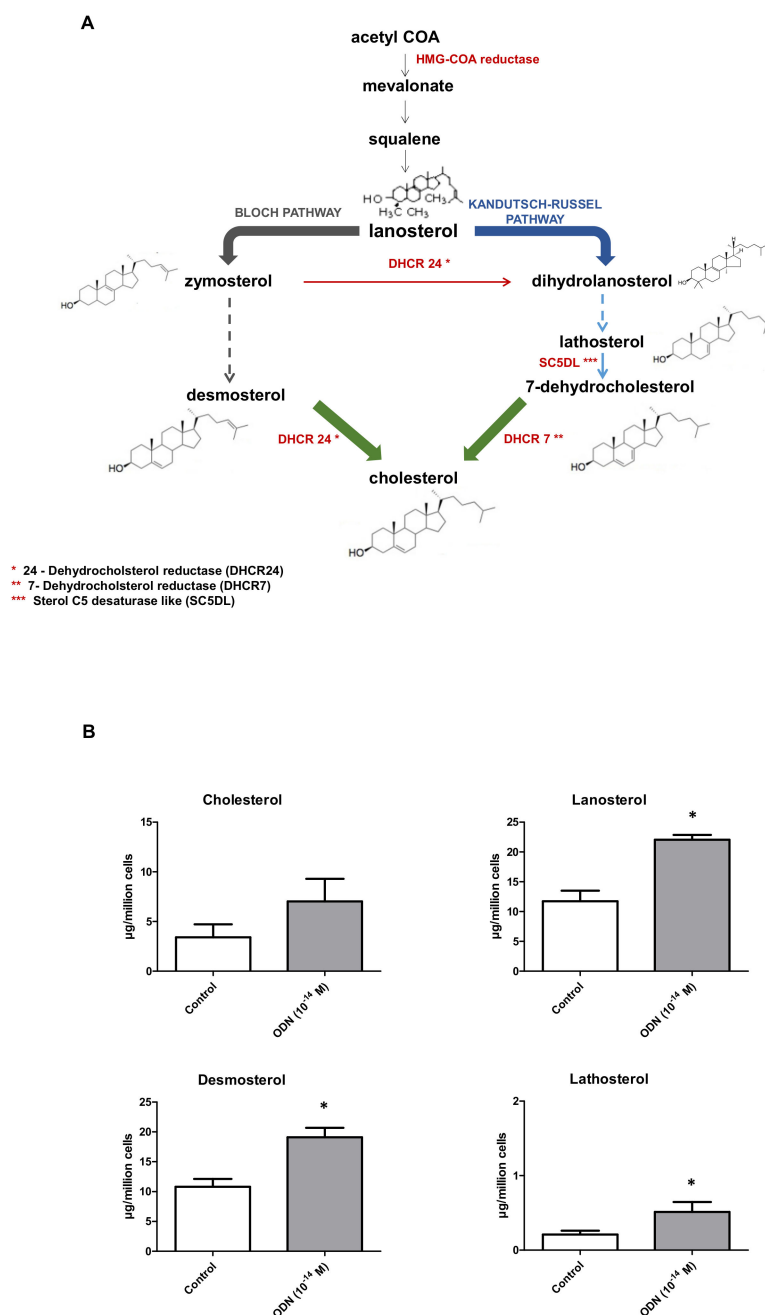 A
acetyl COA
HMG-COA reductase
mevalonate
squalene
HO
CH₃
H₃C CH₃
BLOCH PATHWAY
KANDUTSCH-RUSSEL
PATHWAY
lanosterol
HO
zymosterol
DHCR 24 *
dihydrolanosterol
H
H
HO
lathosterol
HO
SC5DL ***
7-dehydrocholesterol
desmosterol
HO
DHCR 24 *
DHCR 7 **
HO
cholesterol
HO
* 24 - Dehydrocholsterol reductase (DHCR24)
** 7- Dehydrocholsterol reductase (DHCR7)
*** Sterol C5 desaturase like (SC5DL)
B
Cholesterol
µg/million cells
15
10
5
0
Control
ODN (10⁻¹⁴ M)
Lanosterol
µg/million cells
25
20
15
10
5
0
*
Control
ODN (10⁻¹⁴ M)
Desmosterol
µg/million cells
25
20
15
10
5
0
*
Control
ODN (10⁻¹⁴ M)
Lathosterol
µg/million cells
2
1
0
*
Control
ODN (10⁻¹⁴ M)